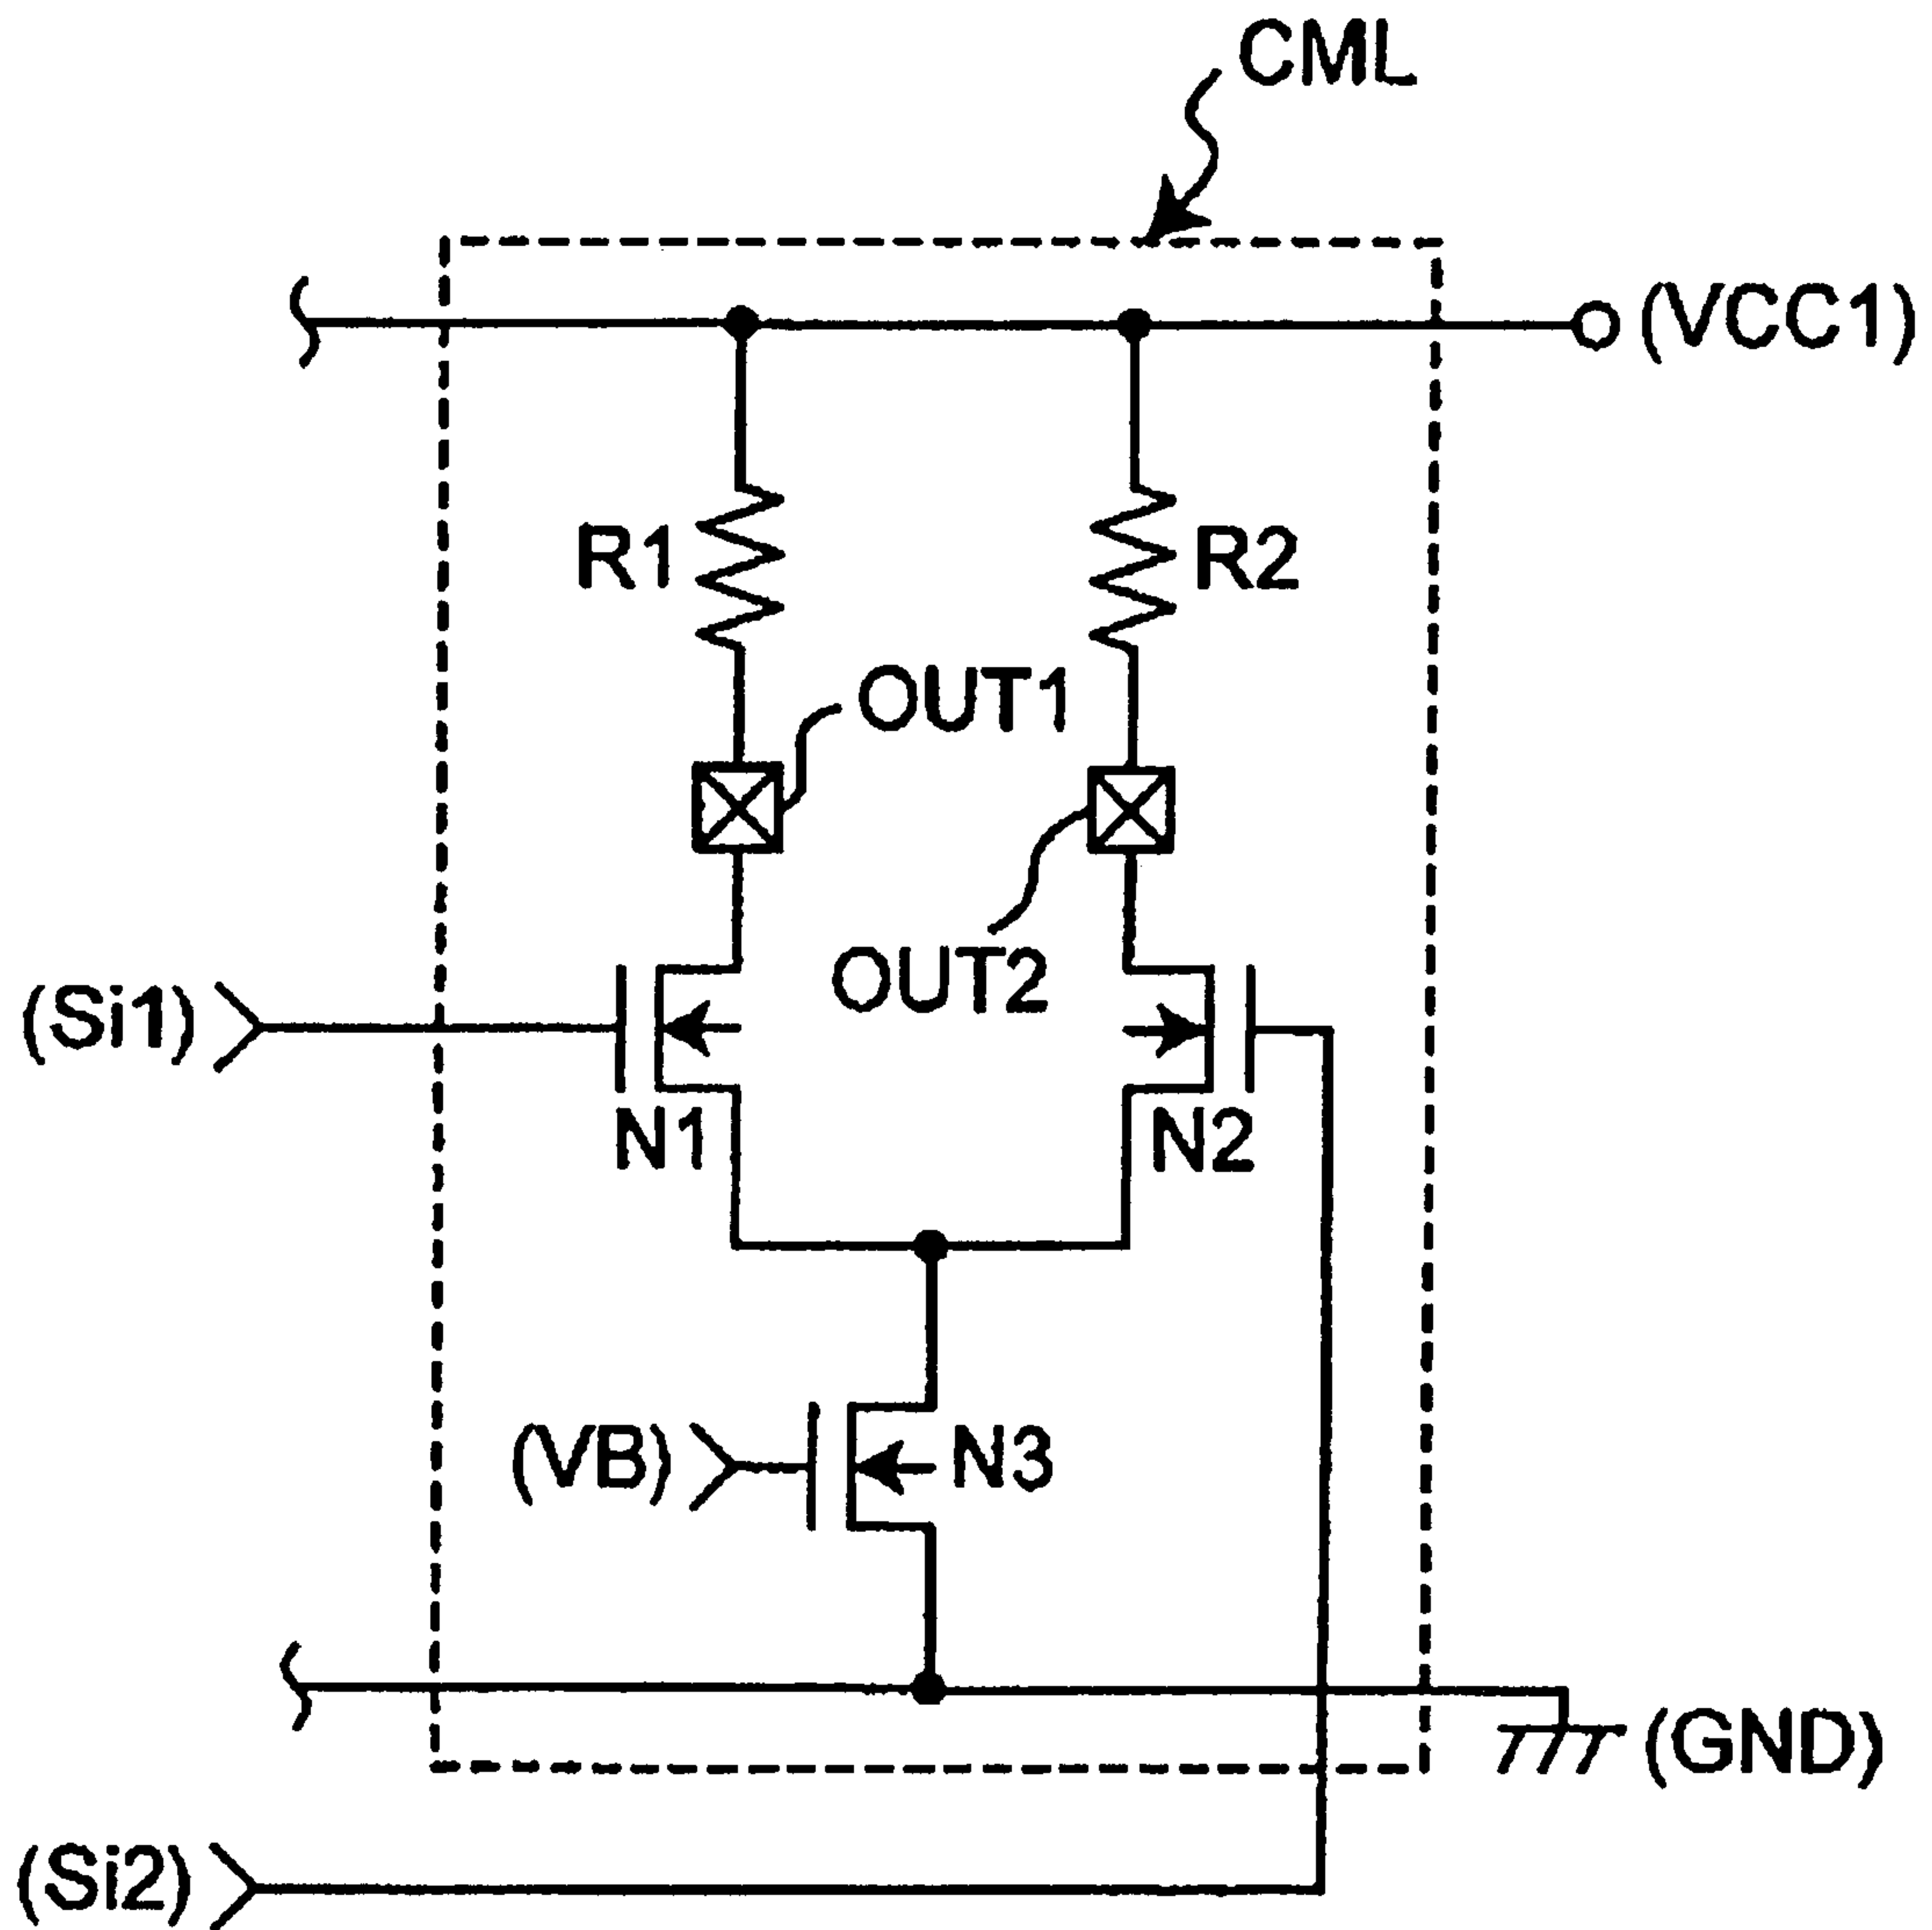 CML
(VCC1)
R1
R2
OUT1
OUT2
(Si1)
N1
N2
(VB)
N3
(GND)
(Si2)